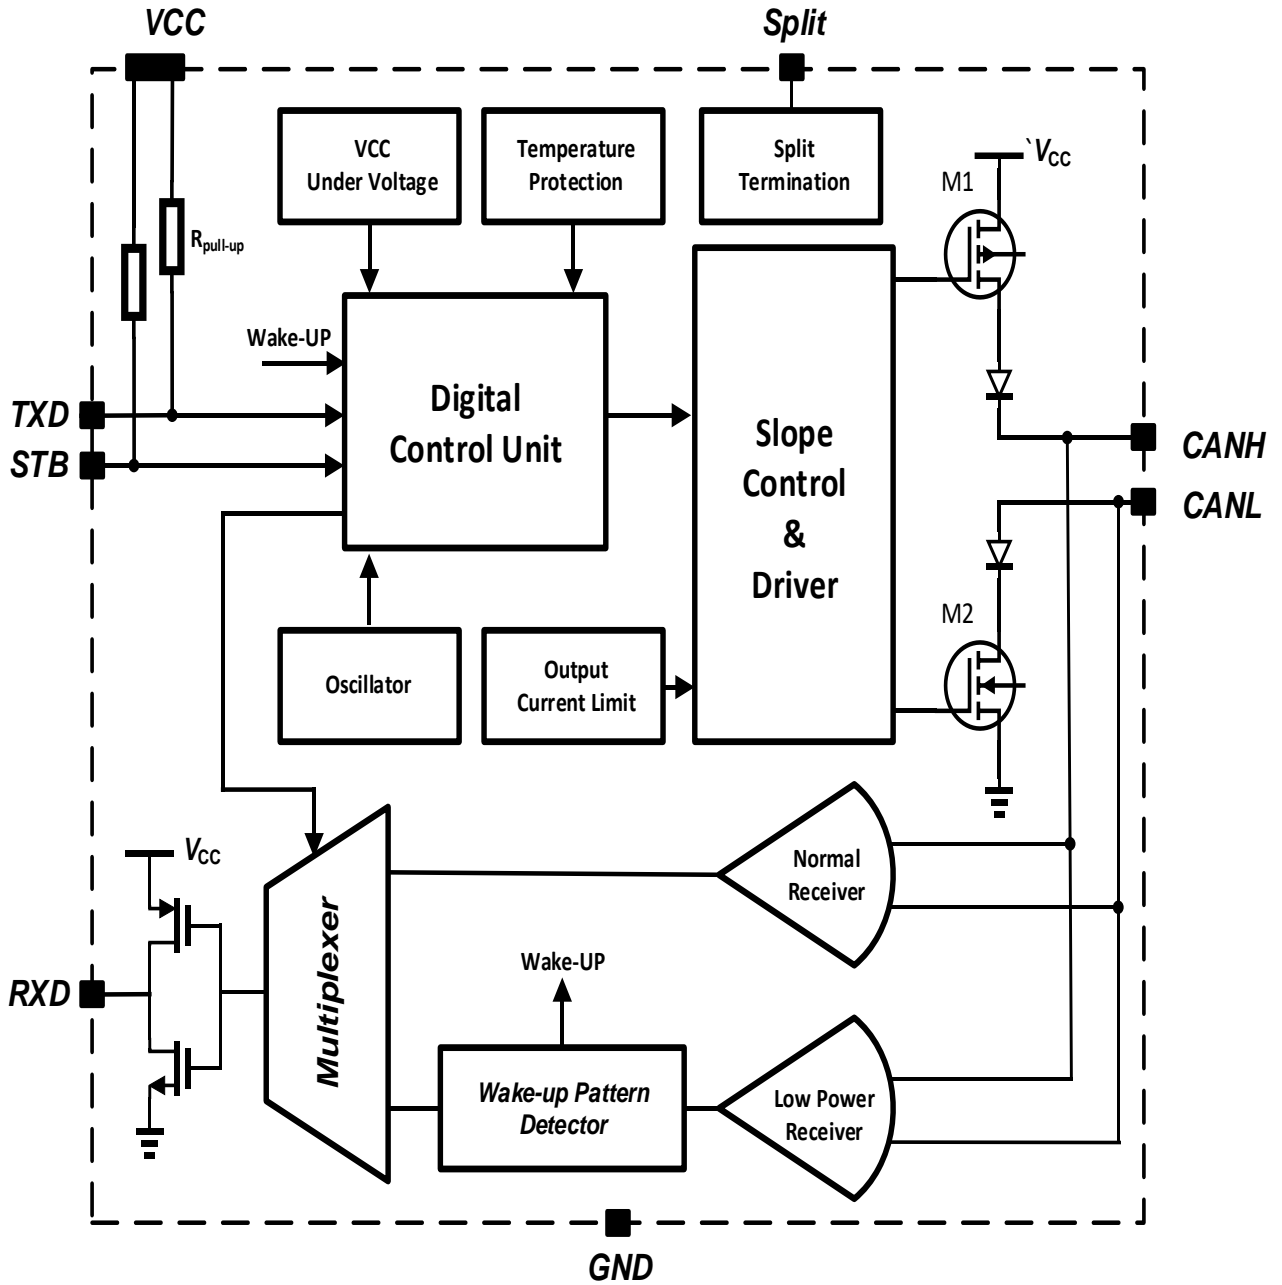 VCC
Split
VCC
Under Voltage
Temperature
Protection
Split
Termination
`VCC
M1
Rpull-up
Wake-UP
TXD
STB
Digital
Control Unit
Slope
Control
&
Driver
CANH
CANL
M2
Oscillator
Output
Current Limit
VCC
Multiplexer
Normal
Receiver
RXD
Wake-UP
Wake-up Pattern
Detector
Low Power
Receiver
GND